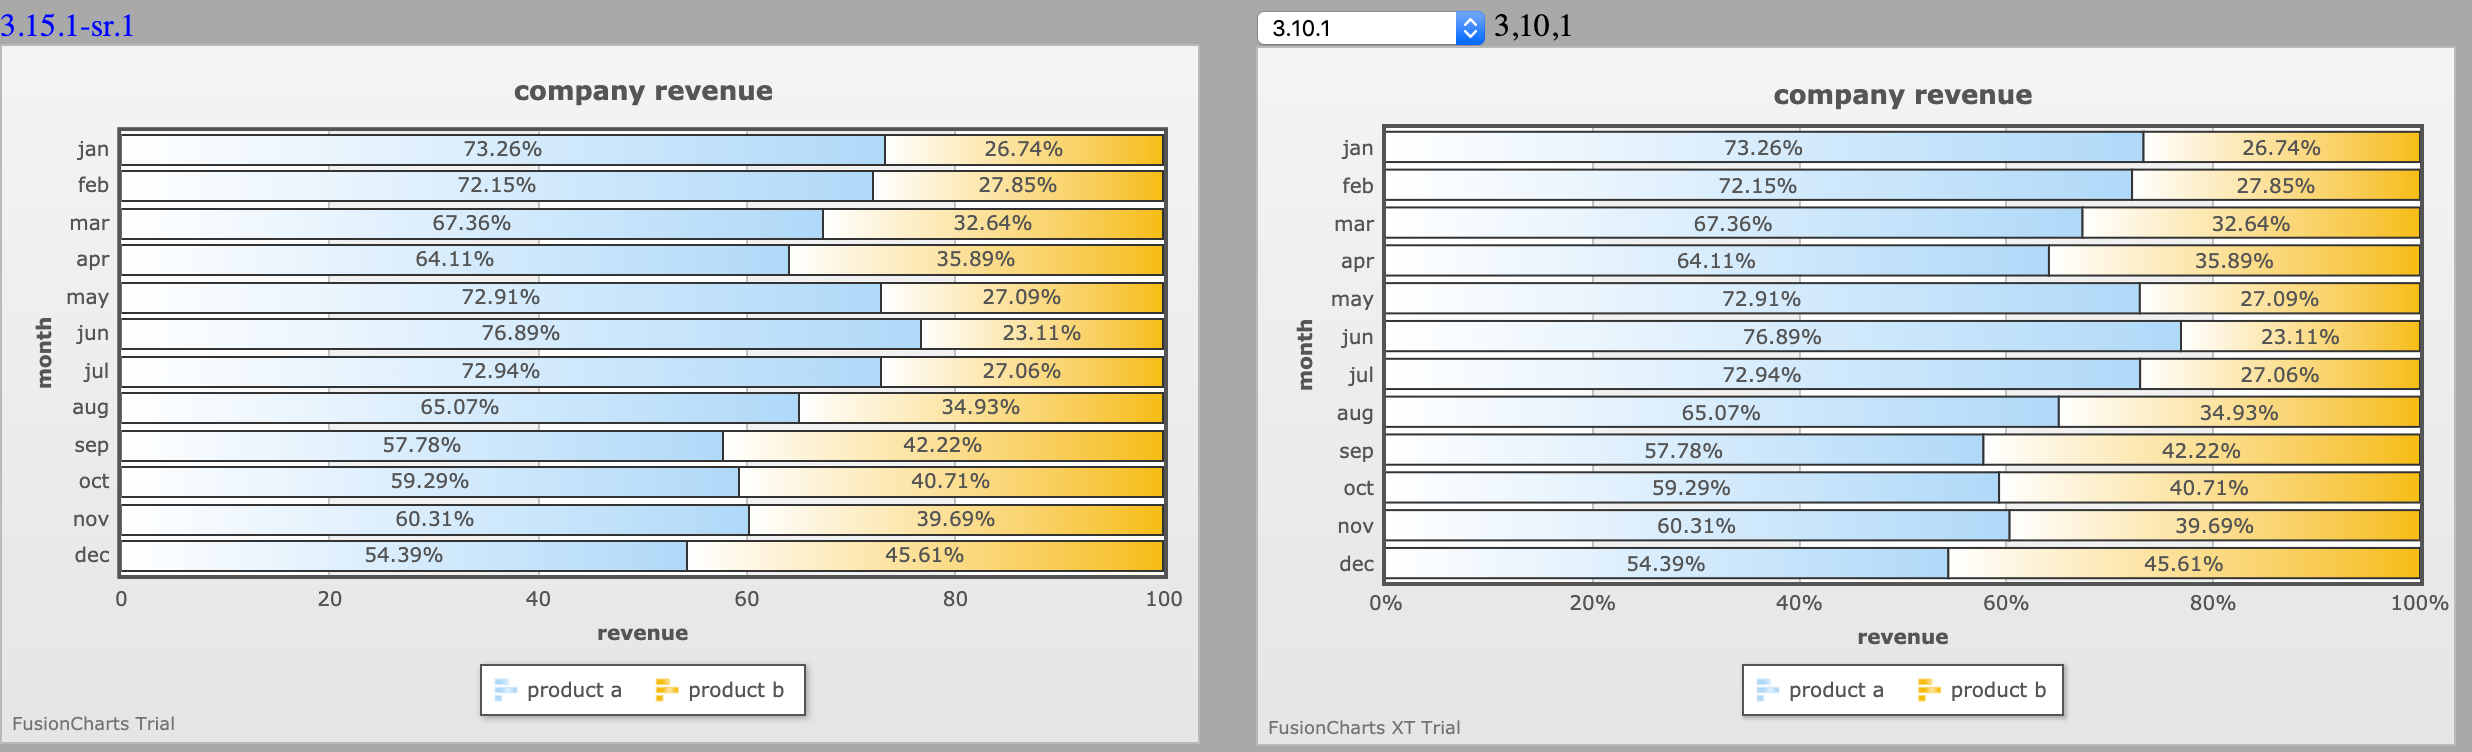 3.15.1-sr.1
company revenue
jan 73.26% 26.74%
feb 72.15% 27.85%
mar 67.36% 32.64%
apr 64.11% 35.89%
may 72.91% 27.09%
jun 76.89% 23.11%
jul 72.94% 27.06%
aug 65.07% 34.93%
sep 57.78% 42.22%
oct 59.29% 40.71%
nov 60.31% 39.69%
dec 54.39% 45.61%
month
0 20 40 60 80 100
revenue
product a product b
FusionCharts Trial
3.10.1 3,10,1
company revenue
jan 73.26% 26.74%
feb 72.15% 27.85%
mar 67.36% 32.64%
apr 64.11% 35.89%
may 72.91% 27.09%
jun 76.89% 23.11%
jul 72.94% 27.06%
aug 65.07% 34.93%
sep 57.78% 42.22%
oct 59.29% 40.71%
nov 60.31% 39.69%
dec 54.39% 45.61%
month
0% 20% 40% 60% 80% 100%
revenue
product a product b
FusionCharts XT Trial